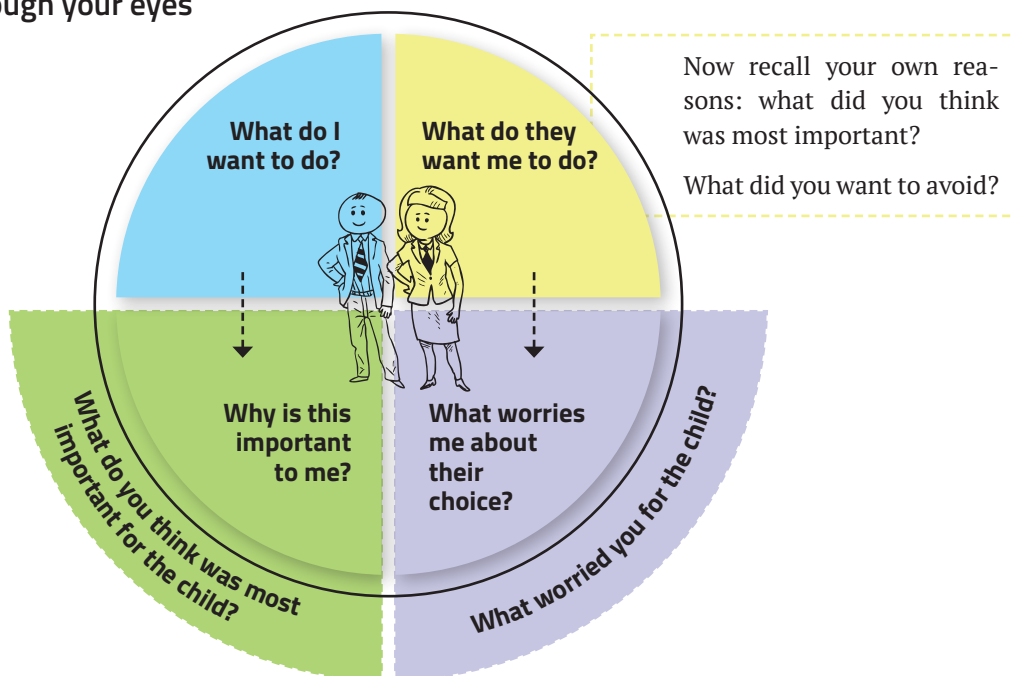 ough your eyes
What do I
want to do?
What do they
want me to do?
Now recall your own rea-
sons: what did you think
was most important?
What did you want to avoid?
Why is this
important
to me?
What worries
me about
their
choice?
What do you think was most
important for the child?
What worried you for the child?